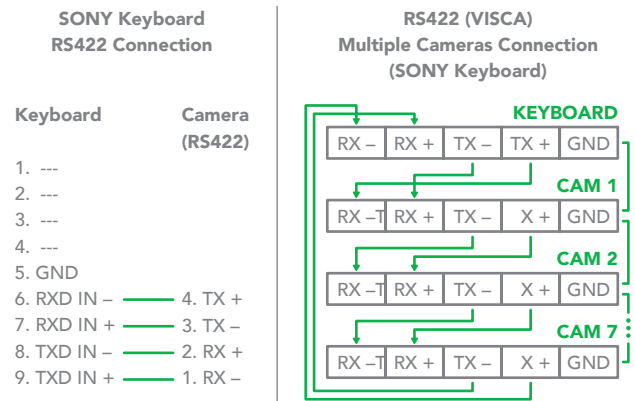 SONY Keyboard
RS422 Connection
Keyboard Camera
(RS422)
1. ---
2. ---
3. ---
4. ---
5. GND
6. RXD IN – 4. TX +
7. RXD IN + 3. TX –
8. TXD IN – 2. RX +
9. TXD IN + 1. RX –
RS422 (VISCA)
Multiple Cameras Connection
(SONY Keyboard)
KEYBOARD
RX – RX + TX – TX + GND
CAM 1
RX –T RX + TX – X + GND
CAM 2
RX –T RX + TX – X + GND
CAM 7
RX –T RX + TX – X + GND